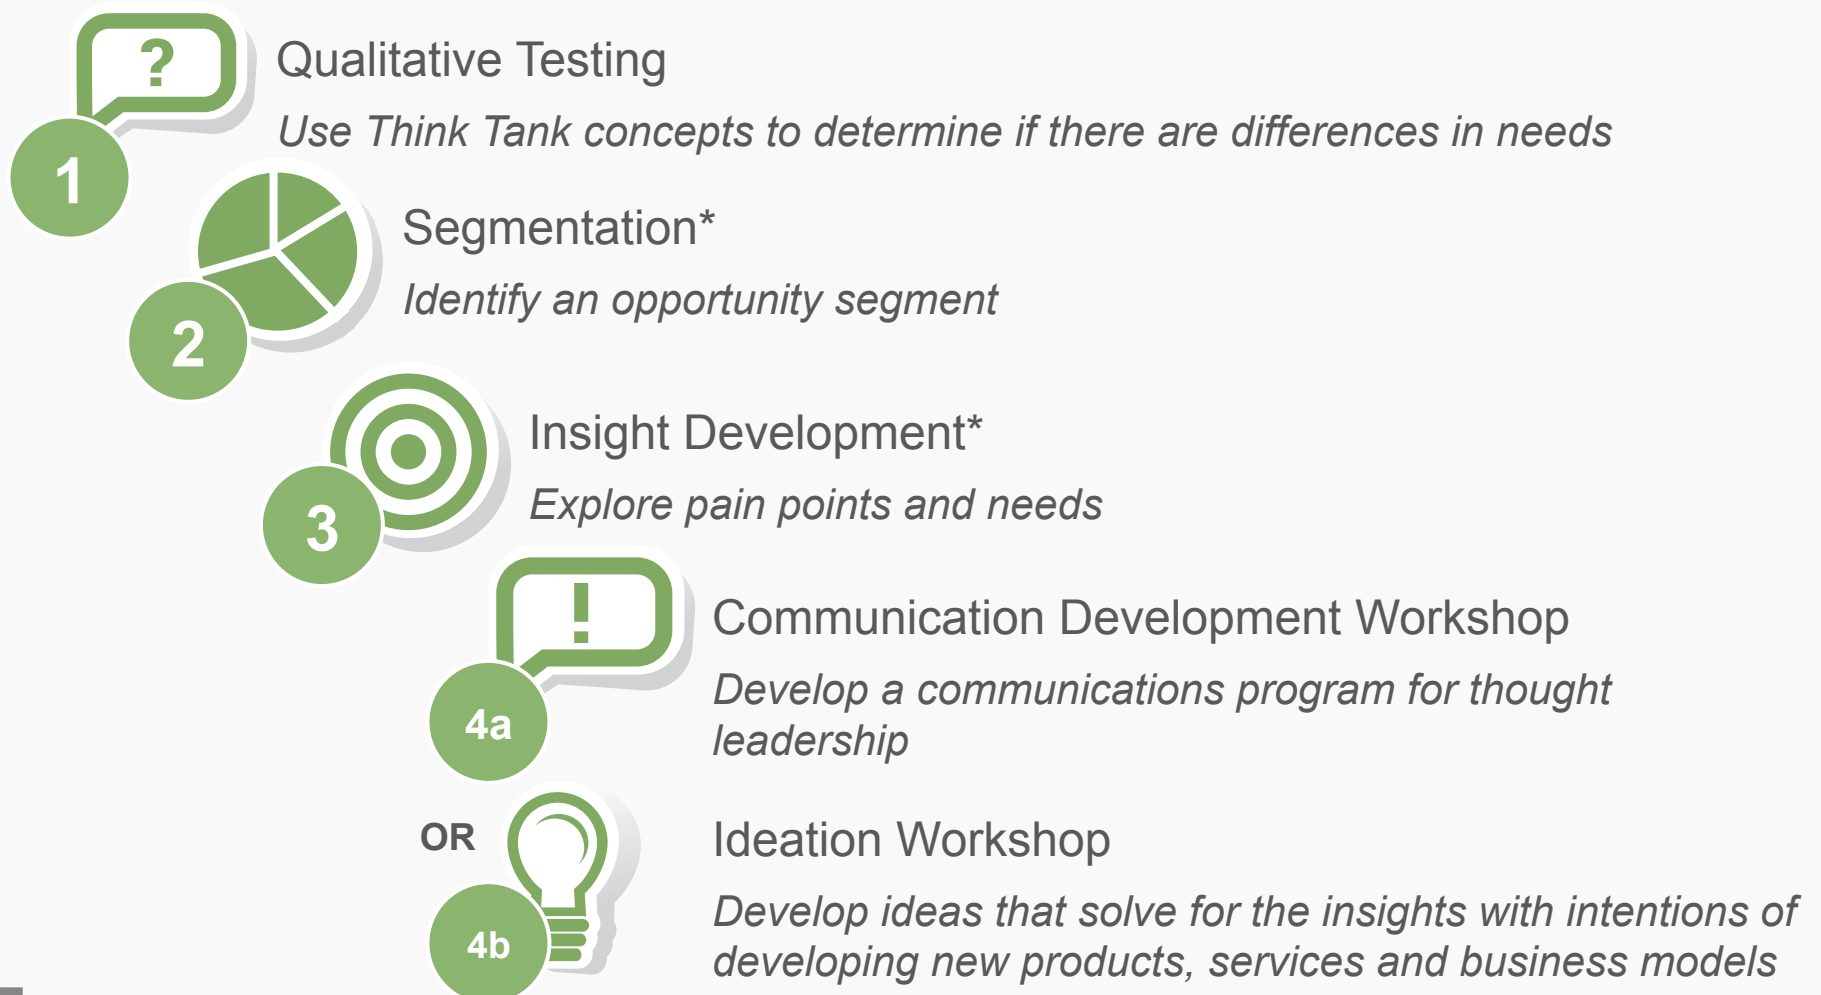 ?
Qualitative Testing
Use Think Tank concepts to determine if there are differences in needs
1
Segmentation*
Identify an opportunity segment
2
Insight Development*
Explore pain points and needs
3
!
Communication Development Workshop
Develop a communications program for thought
leadership
4a
OR
Ideation Workshop
Develop ideas that solve for the insights with intentions of
developing new products, services and business models
4b